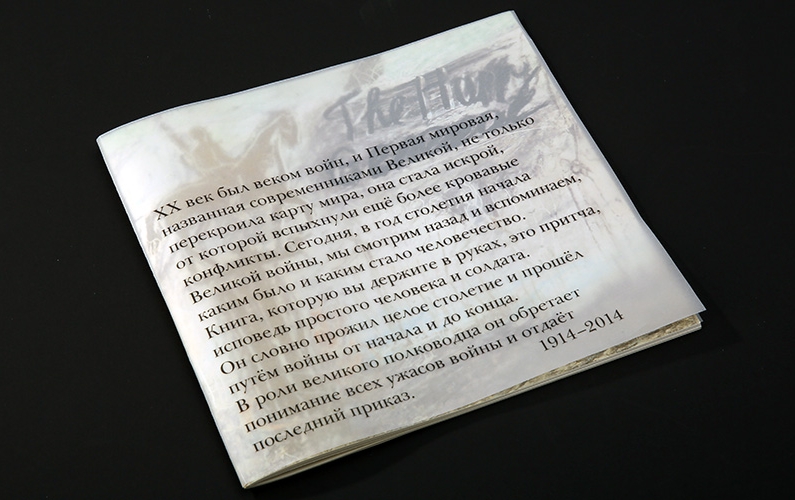 The Hun
XX век был веком войн, и Первая мировая,
названная современниками Великой, не только
перекроила карту мира, она стала искрой,
от которой вспыхнули ещё более кровавые
конфликты. Сегодня, в год столетия начала
Великой войны, мы смотрим назад и вспоминаем,
каким было и каким стало человечество.
Книга, которую вы держите в руках, это притча,
исповедь простого человека и солдата.
Он словно прожил целое столетие и прошёл
путём войны от начала и до конца.
В роли великого полководца он обретает
понимание всех ужасов войны и отдаёт
последний приказ.
1914–2014